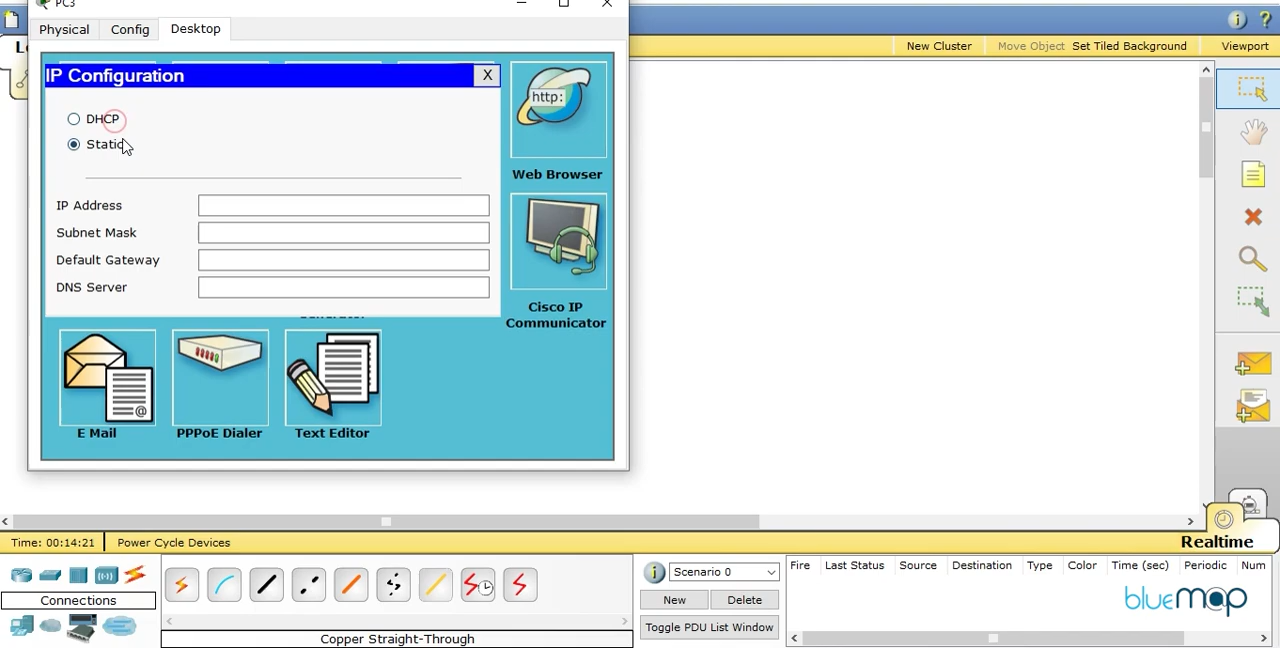 PC3
Physical Config Desktop
New Cluster Move Object Set Tiled Background Viewport
IP Configuration X
DHCP
Static
IP Address
Subnet Mask
Default Gateway
DNS Server
http:
Web Browser
Cisco IP
Communicator
E Mail PPPoE Dialer Text Editor
Time: 00:14:21 Power Cycle Devices
Realtime
Connections
Copper Straight-Through
Scenario 0
New Delete
Toggle PDU List Window
Fire Last Status Source Destination Type Color Time (sec) Periodic Num
bluemap